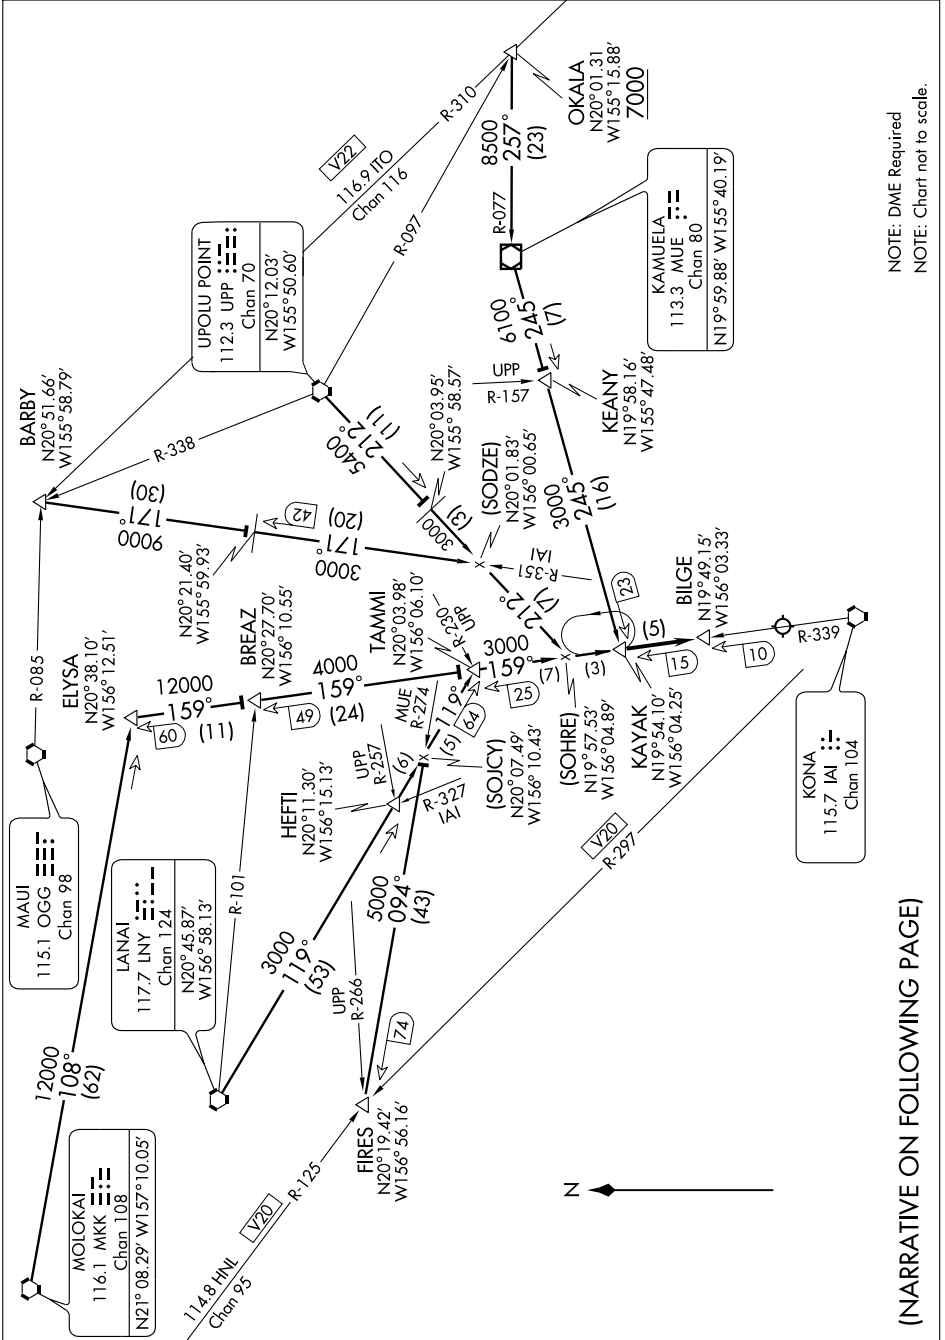 MOLOKAI
116.1 MKK
Chan 108
N21° 08.29′ W157°10.05′
12000
108°
(62)
MAUI
115.1 OGG
Chan 98
R-085
BARBY
N20° 51.66′
W155°58.79′
R-338
9000
171°
(30)
N20°21.40′
W155°59.93′
42
3000
171°
(20)
R-351
IAI
ELYSA
N20°38.10′
W156°12.51′
60
12000
159°
(11)
BREAZ
N20°27.70′
W156°10.55′
49
4000
159°
(24)
LANAI
117.7 LNY
Chan 124
N20°45.87′
W156°58.13′
R-101
3000
119°
(53)
HEFTI
N20°11.30′
W156°15.13′
UPP
R-257
R-327
IAI
(6)
MUE
R-274
119°
(5)
64
(SOJCY)
N20°07.49′
W156°10.43′
114.8 HNL
Chan 95
V20
R-125
FIRES
N20°19.42′
W156°56.16′
74
UPP
R-266
5000
094°
(43)
V20
R-297
TAMMI
N20°03.98′
W156°06.10′
R-230
UPP
25
3000
159°
(7)
(SOHRE)
N19°57.53′
W156°04.89′
(3)
KAYAK
N19°54.10′
W156°04.25′
23
15
(5)
BILGE
N19°49.15′
W156°03.33′
10
R-339
KONA
115.7 IAI
Chan 104
UPOLU POINT
112.3 UPP
Chan 70
N20°12.03′
W155°50.60′
5400
212°
(11)
N20°03.95′
W155° 58.57′
3000
(3)
(SODZE)
N20°01.83′
W156°00.65′
212°
(7)
V22
116.9 ITO
Chan 116
R-310
R-097
OKALA
N20°01.31
W155°15.88′
7000
8500
257°
(23)
R-077
KAMUELA
113.3 MUE
Chan 80
N19°59.88′ W155°40.19′
6100
245°
(7)
UPP
R-157
KEANY
N19°58.16′
W155°47.48′
3000
245°
(16)
N
NOTE: DME Required
NOTE: Chart not to scale.
(NARRATIVE ON FOLLOWING PAGE)